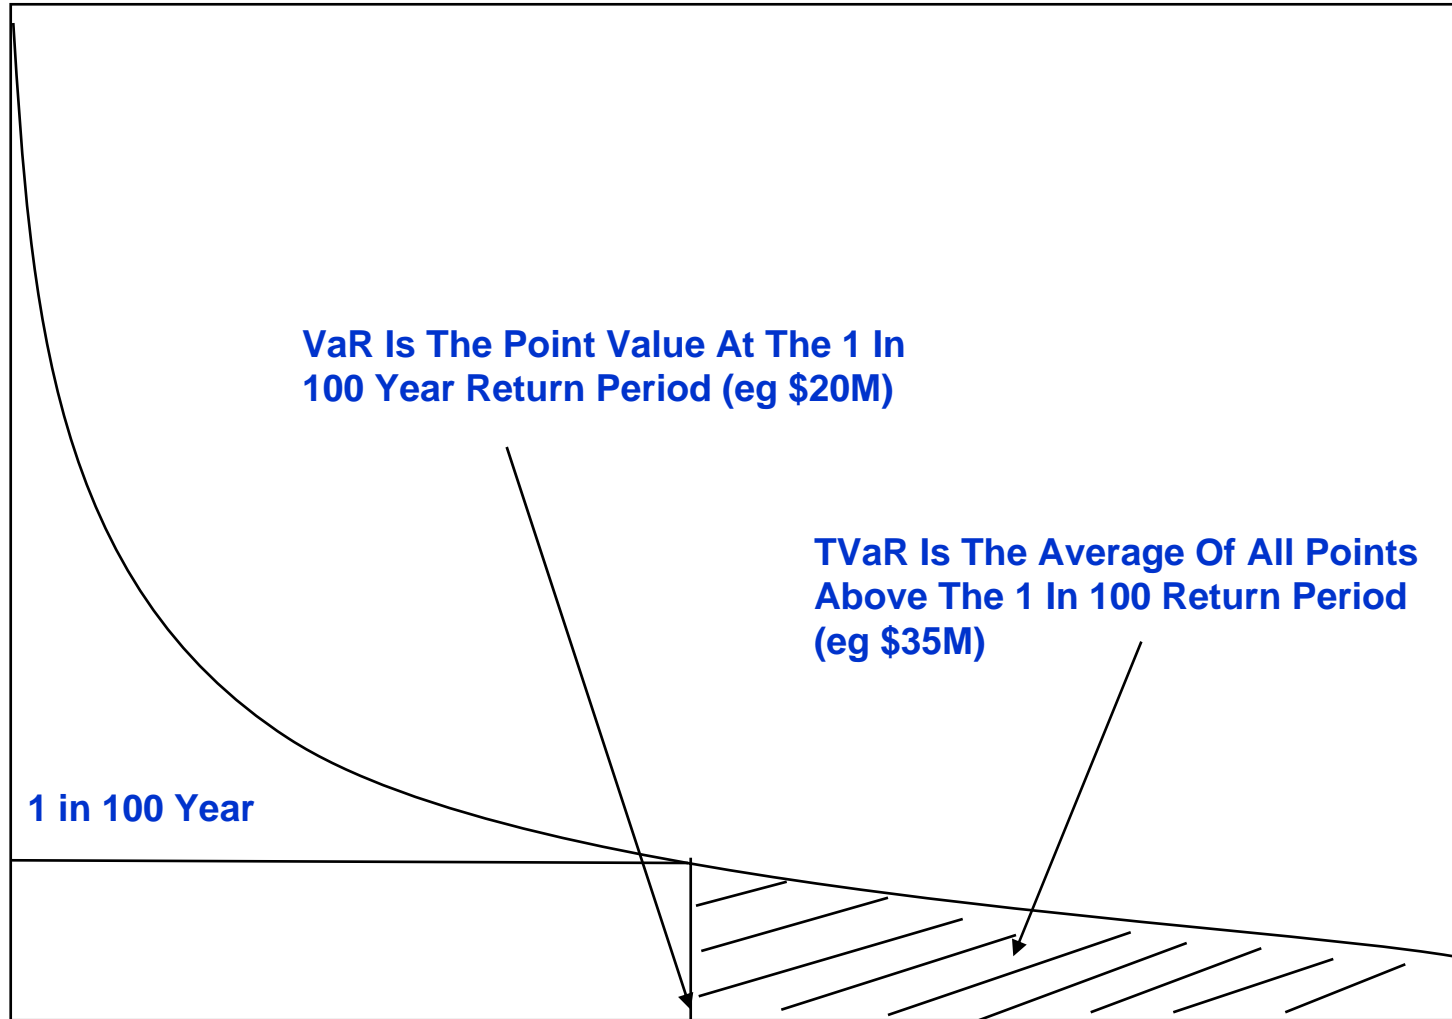 VaR Is The Point Value At The 1 In
100 Year Return Period (eg $20M)
TVaR Is The Average Of All Points
Above The 1 In 100 Return Period
(eg $35M)
1 in 100 Year